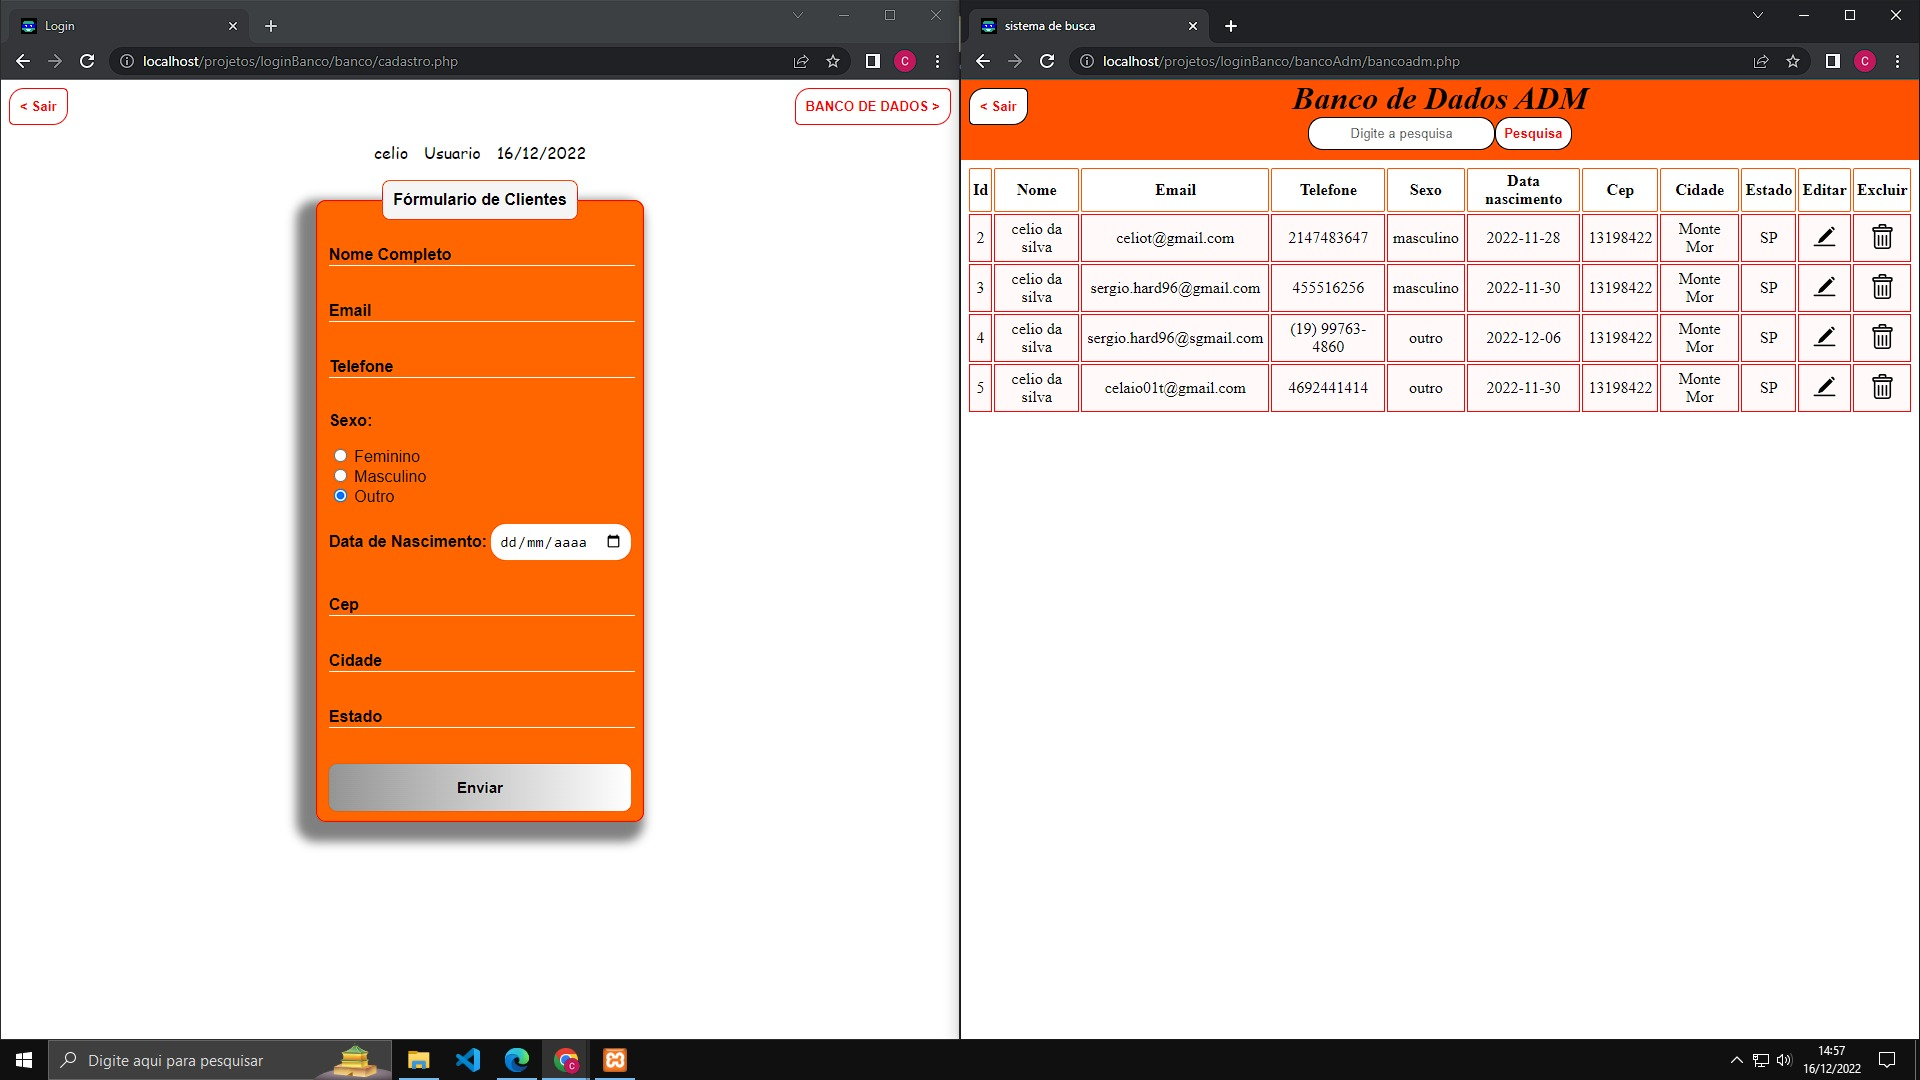 Login
localhost/projetos/loginBanco/banco/cadastro.php
C
< Sair
BANCO DE DADOS >
celio Usuario 16/12/2022
Fórmulario de Clientes
Nome Completo
Email
Telefone
Sexo:
Feminino
Masculino
Outro
Data de Nascimento: dd/mm/aaaa
Cep
Cidade
Estado
Enviar
sistema de busca
localhost/projetos/loginBanco/bancoAdm/bancoadm.php
C
< Sair
Banco de Dados ADM
Digite a pesquisa Pesquisa
Id Nome Email Telefone Sexo Data nascimento Cep Cidade Estado Editar Excluir
2 celio da silva celiot@gmail.com 2147483647 masculino 2022-11-28 13198422 Monte Mor SP
3 celio da silva sergio.hard96@gmail.com 455516256 masculino 2022-11-30 13198422 Monte Mor SP
4 celio da silva sergio.hard96@sgmail.com (19) 99763-4860 outro 2022-12-06 13198422 Monte Mor SP
5 celio da silva celaio01t@gmail.com 4692441414 outro 2022-11-30 13198422 Monte Mor SP
Digite aqui para pesquisar
C
14:57
16/12/2022